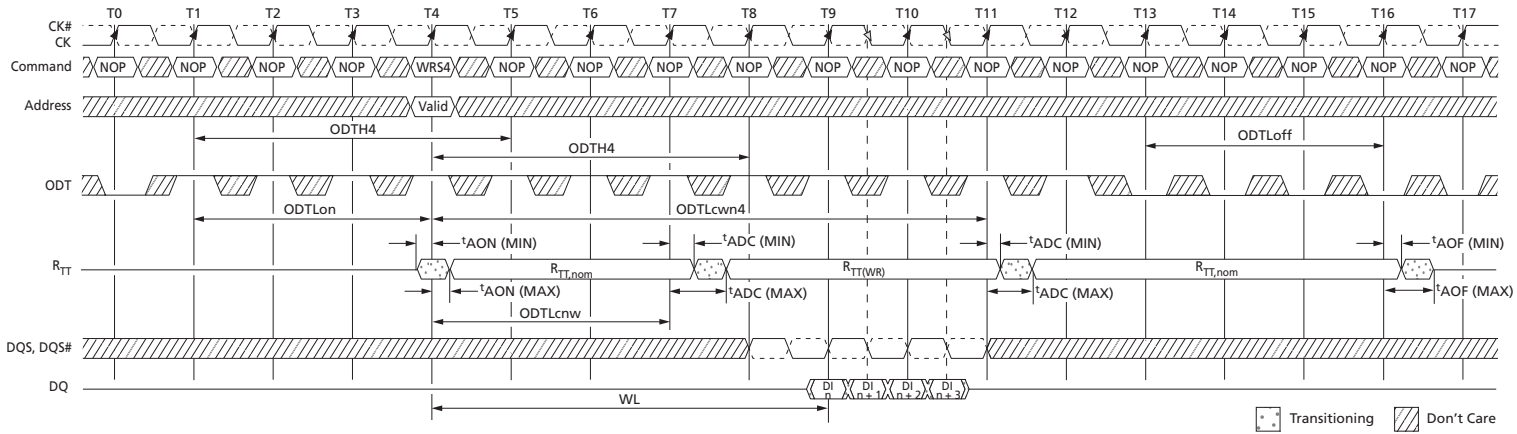 T0 T1 T2 T3 T4 T5 T6 T7 T8 T9 T10 T11 T12 T13 T14 T15 T16 T17
CK#
CK
Command NOP NOP NOP NOP WRS4 NOP NOP NOP NOP NOP NOP NOP NOP NOP NOP NOP NOP NOP
Address Valid
ODTH4 ODTLoff
ODTH4
ODT
ODTLon ODTLcwn4
tAON (MIN) tADC (MIN) tADC (MIN) tAOF (MIN)
RTT RTT,nom RTT(WR) RTT,nom
tAON (MAX) tADC (MAX) tADC (MAX) tAOF (MAX)
ODTLcnw
DQS, DQS#
DQ DI n DI n + 1 DI n + 2 DI n + 3
WL
Transitioning Don't Care